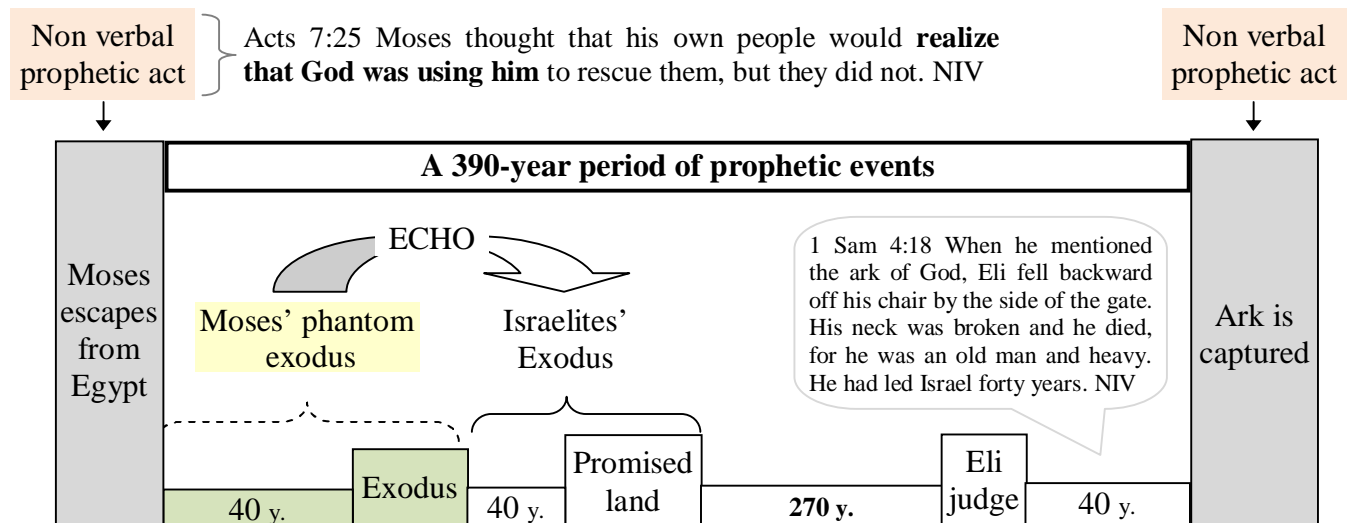 Non verbal
prophetic act
Acts 7:25 Moses thought that his own people would realize
that God was using him to rescue them, but they did not. NIV
Non verbal
prophetic act
A 390-year period of prophetic events
Moses
escapes
from
Egypt
ECHO
Moses’ phantom
exodus
Israelites’
Exodus
1 Sam 4:18 When he mentioned
the ark of God, Eli fell backward
off his chair by the side of the gate.
His neck was broken and he died,
for he was an old man and heavy.
He had led Israel forty years. NIV
Ark is
captured
40 y.
Exodus
40 y.
Promised
land
270 y.
Eli
judge
40 y.